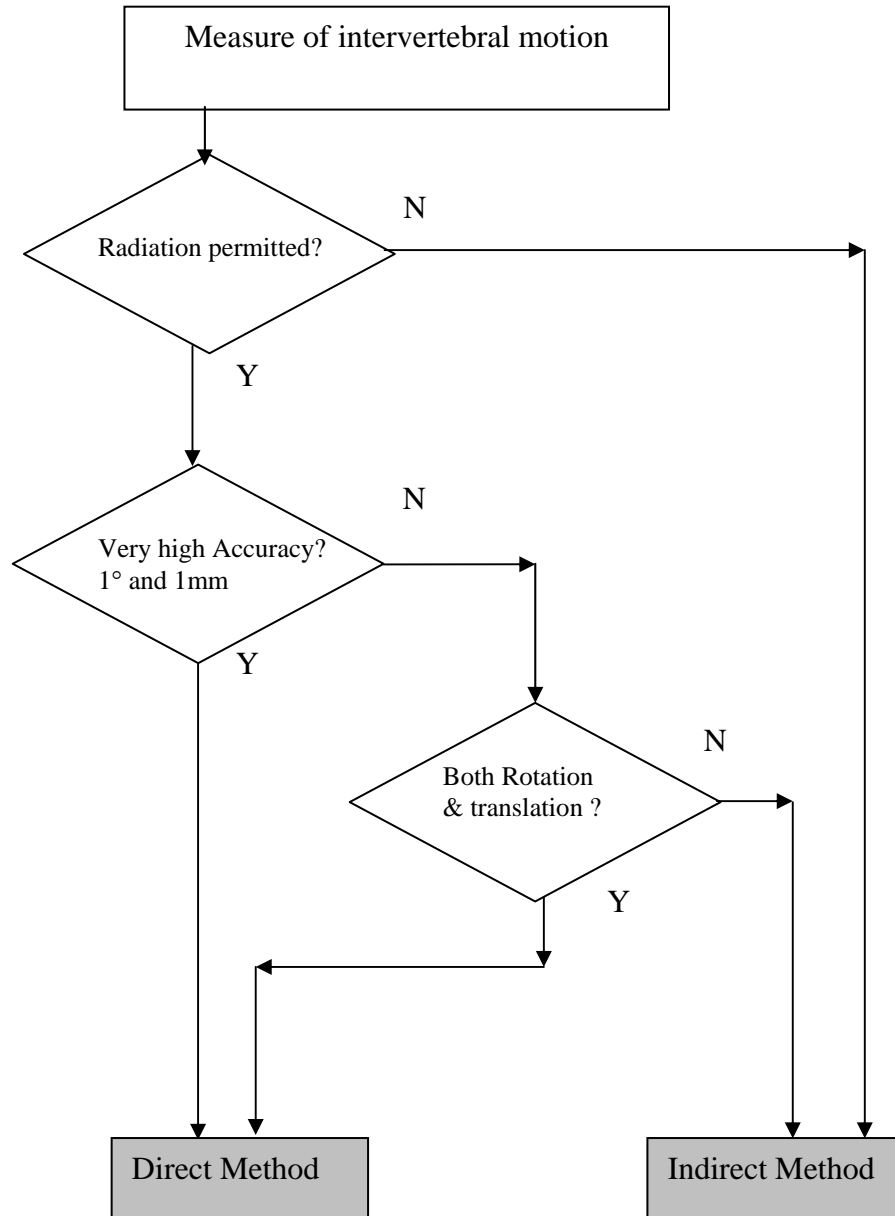 Measure of intervertebral motion
N
Radiation permitted?
Y
N
Very high Accuracy?
1° and 1mm
Y
N
Both Rotation
& translation ?
Y
Direct Method
Indirect Method